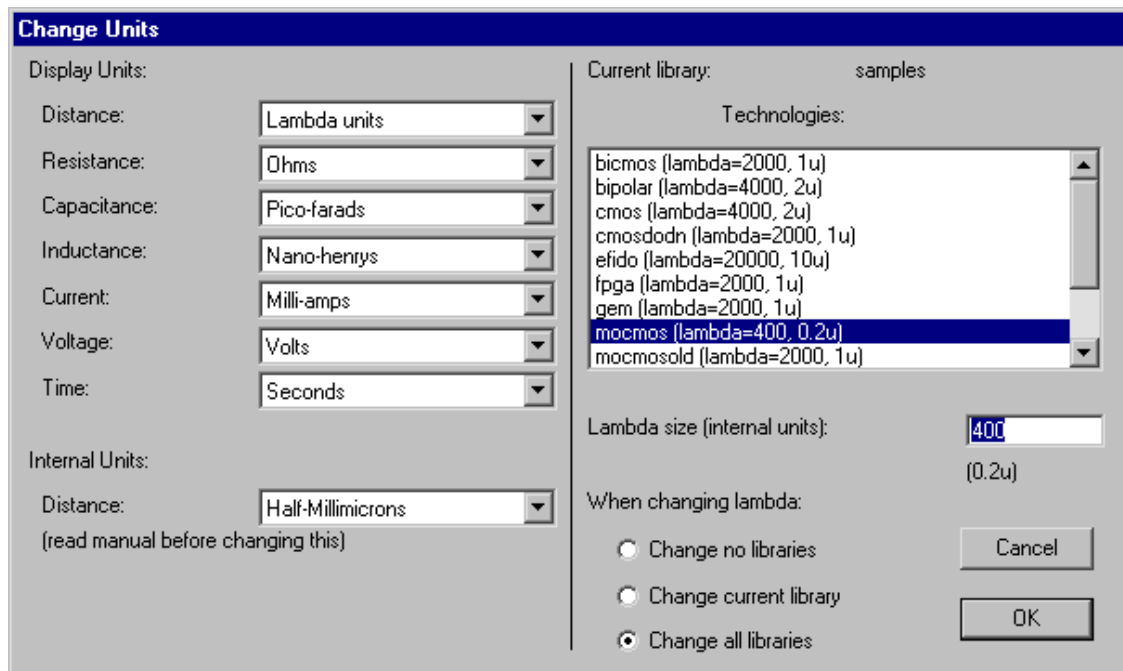 Change Units
Display Units:
Distance: Lambda units
Resistance: Ohms
Capacitance: Pico-farads
Inductance: Nano-henrys
Current: Milli-amps
Voltage: Volts
Time: Seconds
Internal Units:
Distance: Half-Millimicrons
(read manual before changing this)
Current library: samples
Technologies:
bicmos (lambda=2000, 1u)
bipolar (lambda=4000, 2u)
cmos (lambda=4000, 2u)
cmosdodn (lambda=2000, 1u)
efido (lambda=20000, 10u)
fpga (lambda=2000, 1u)
gem (lambda=2000, 1u)
mocmos (lambda=400, 0.2u)
mocmosold (lambda=2000, 1u)
Lambda size (internal units): 400
(0.2u)
When changing lambda:
Change no libraries
Change current library
Change all libraries
Cancel
OK